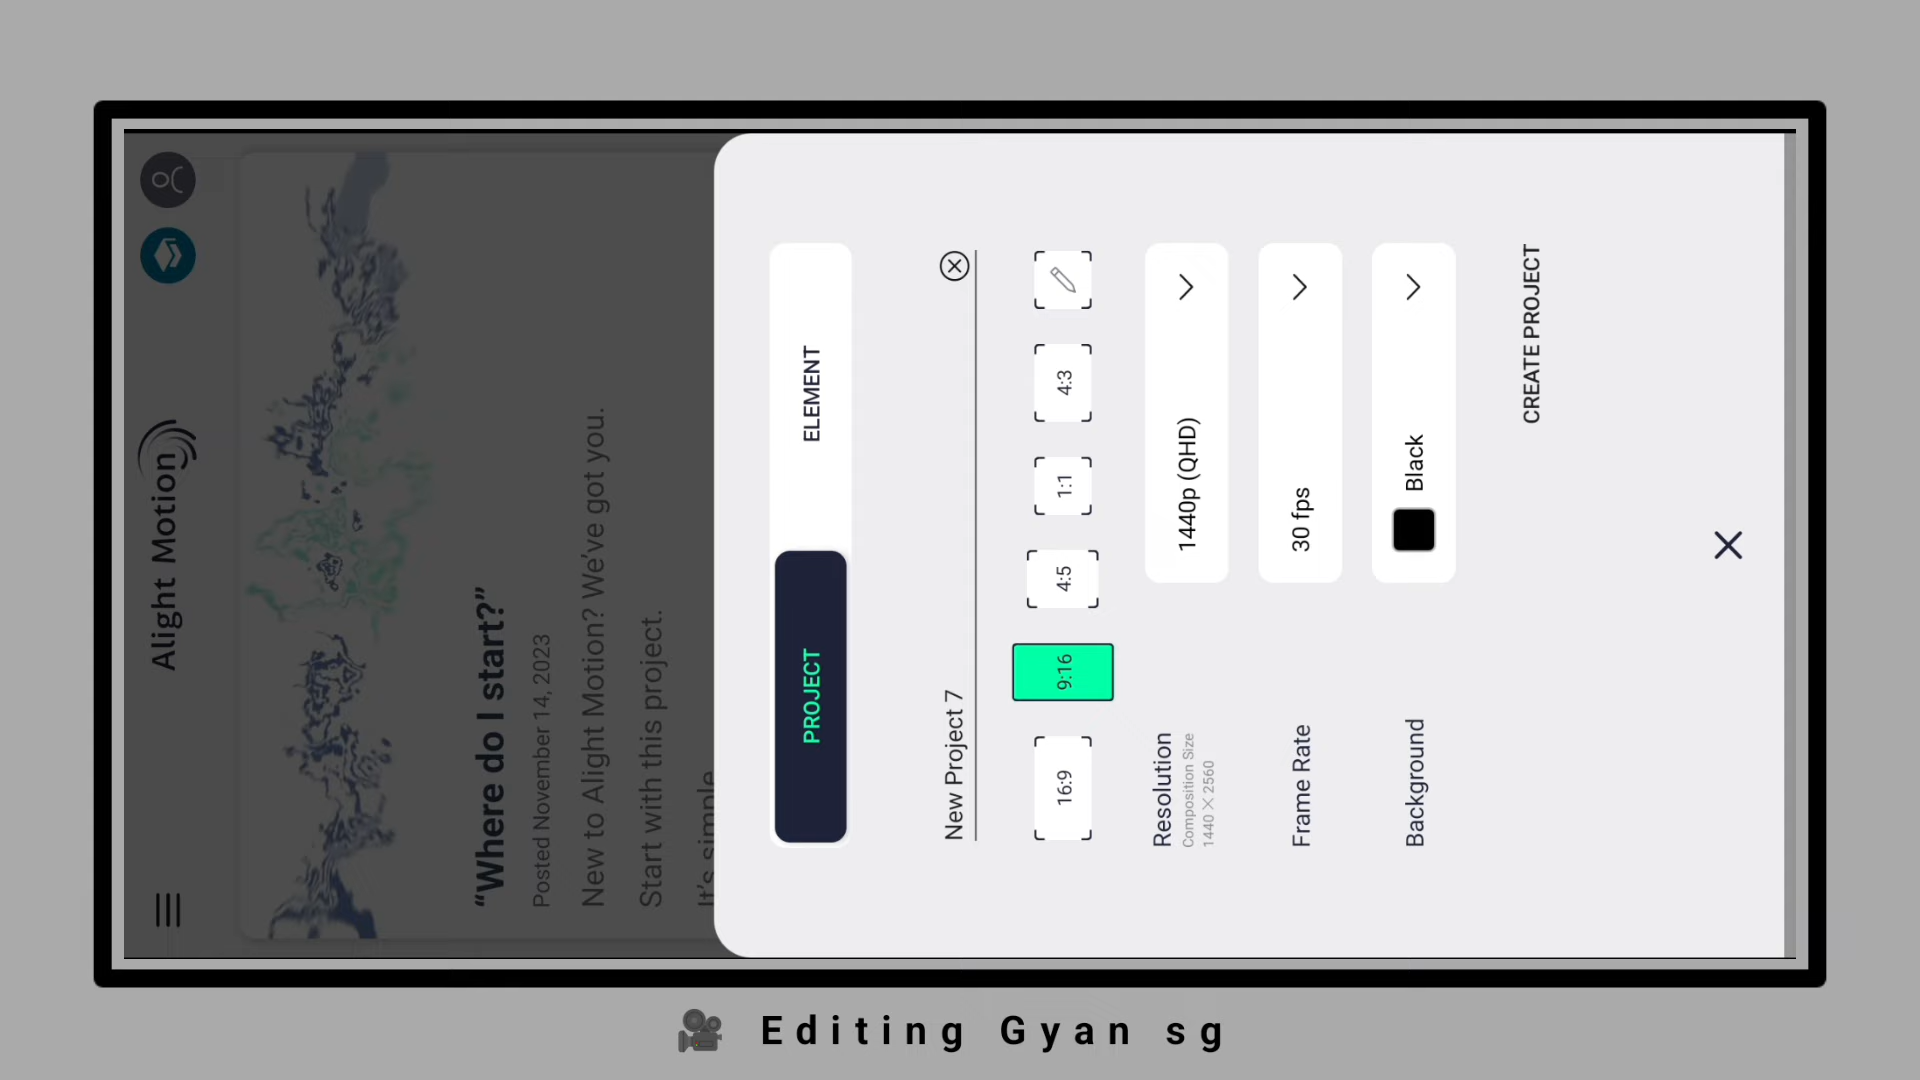 Alight Motion
“Where do I start?”
Posted November 14, 2023
New to Alight Motion? We’ve got you.
Start with this project.
It’s simple
PROJECT
ELEMENT
New Project 7
16:9
9:16
4:5
1:1
4:3
Resolution
Composition Size
1440 × 2560
1440p (QHD)
Frame Rate
30 fps
Background
Black
CREATE PROJECT
Editing Gyan sg